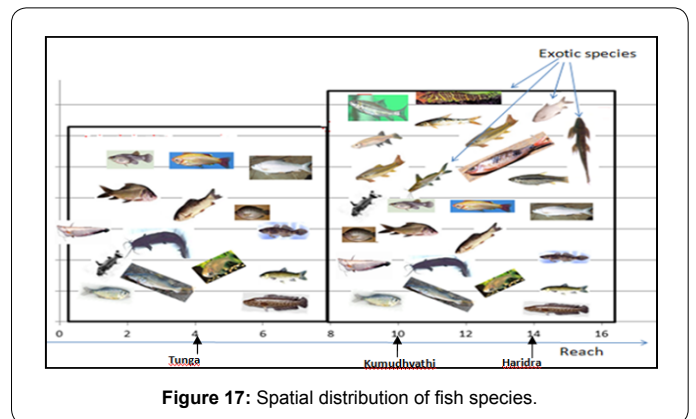 Exotic species
0 2 4 6 8 10 12 14 16
Tunga Kumudhvathi Haridra
Reach
Figure 17: Spatial distribution of fish species.